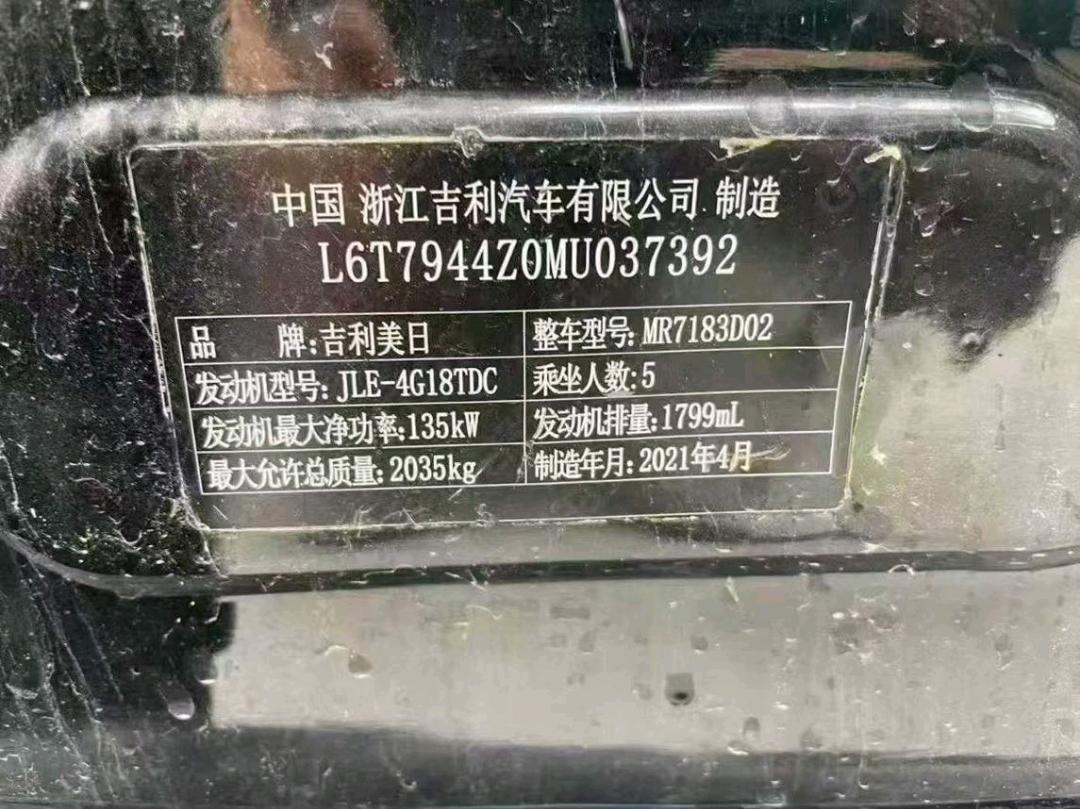 中国 浙江吉利汽车有限公司 制造
L6T7944Z0MU037392
品 牌:吉利美日 整车型号:MR7183D02
发动机型号:JLE-4G18TDC 乘坐人数:5
发动机最大净功率:135kW 发动机排量:1799mL
最大允许总质量:2035kg 制造年月:2021年4月